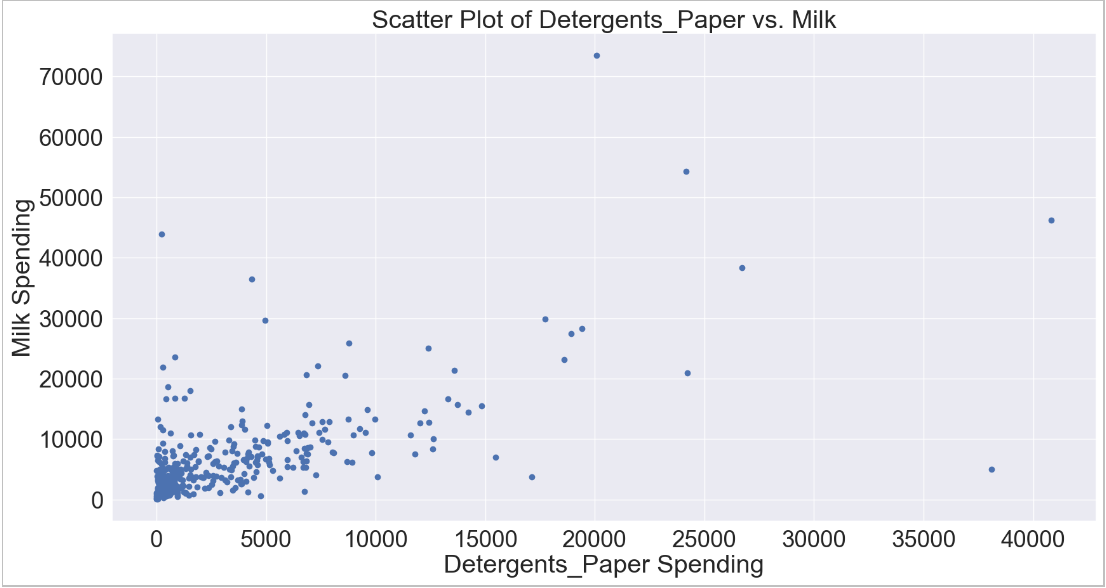 Scatter Plot of Detergents_Paper vs. Milk
70000
60000
50000
40000
30000
20000
10000
0
Milk Spending
0 5000 10000 15000 20000 25000 30000 35000 40000
Detergents_Paper Spending